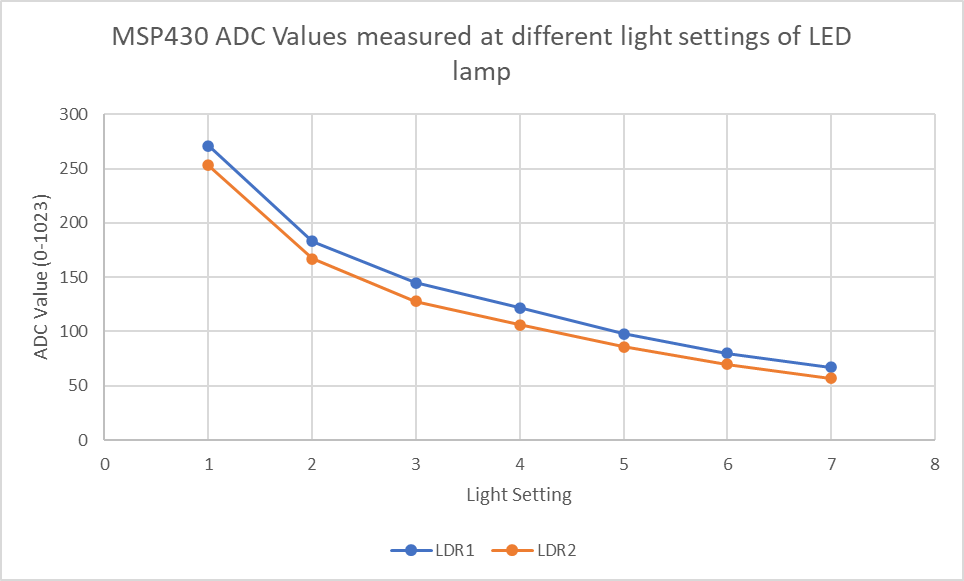 MSP430 ADC Values measured at different light settings of LED
lamp
300
250
200
150
100
50
0
ADC Value (0-1023)
0 1 2 3 4 5 6 7 8
Light Setting
LDR1 LDR2